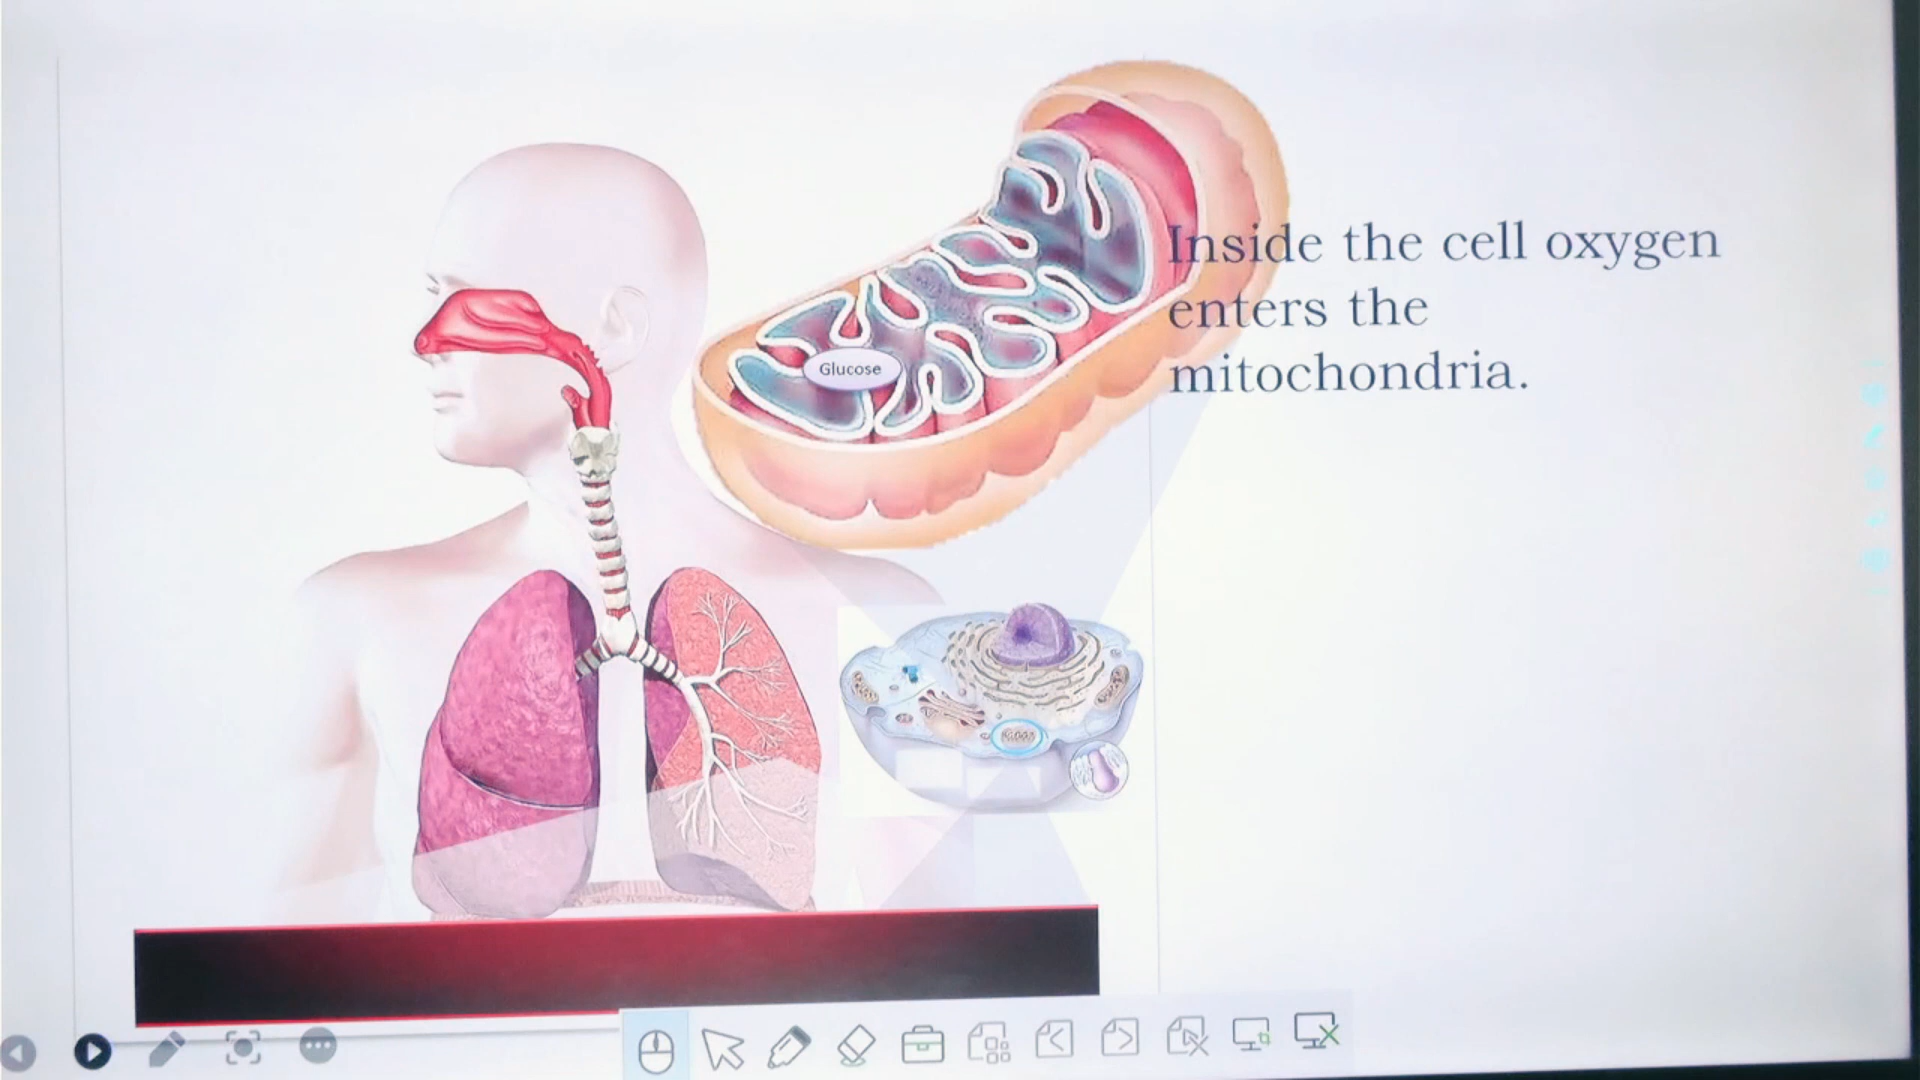 Inside the cell oxygen
enters the
mitochondria.
Glucose